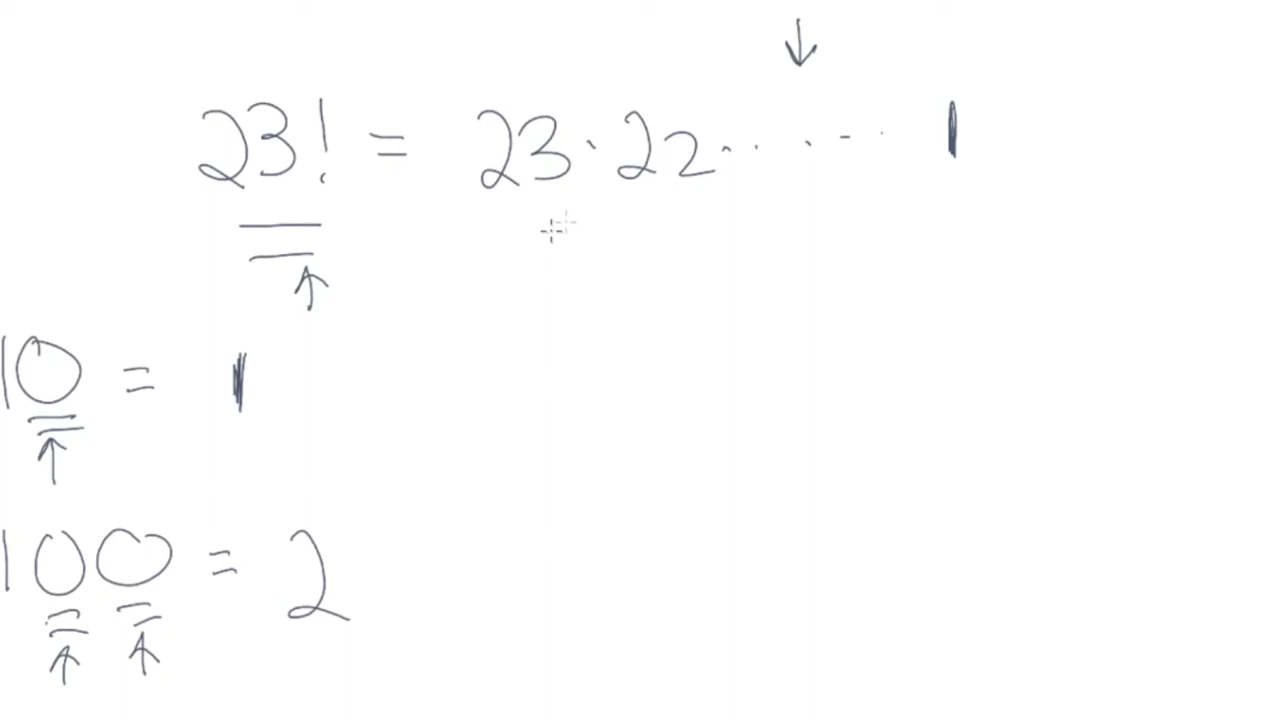 23! = 23·22····· 1
10 = 1
100 = 2